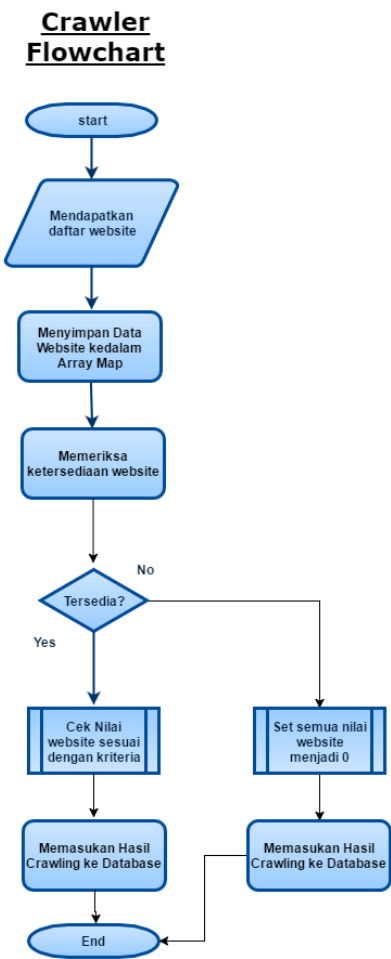 Crawler
Flowchart
start
Mendapatkan
daftar website
Menyimpan Data
Website kedalam
Array Map
Memeriksa
ketersediaan website
No
Tersedia?
Yes
Cek Nilai
website sesuai
dengan kriteria
Set semua nilai
website
menjadi 0
Memasukan Hasil
Crawling ke Database
Memasukan Hasil
Crawling ke Database
End